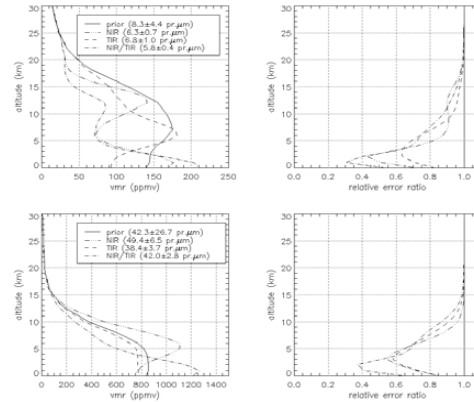 30
25
20
15
10
5
0
altitude (km)
prior (8.3±4.4 pr.μm)
NIR (6.3±0.7 pr.μm)
TIR (6.8±1.0 pr.μm)
NIR/TIR (5.8±0.4 pr.μm)
0 50 100 150 200 250
vmr (ppmv)
30
25
20
15
10
5
0
altitude (km)
0.0 0.2 0.4 0.6 0.8 1.0
relative error ratio
30
25
20
15
10
5
0
altitude (km)
prior (42.3±26.7 pr.μm)
NIR (49.4±6.5 pr.μm)
TIR (38.4±3.7 pr.μm)
NIR/TIR (42.0±2.8 pr.μm)
0 200 400 600 800 1000 1200 1400
vmr (ppmv)
30
25
20
15
10
5
0
altitude (km)
0.0 0.2 0.4 0.6 0.8 1.0
relative error ratio